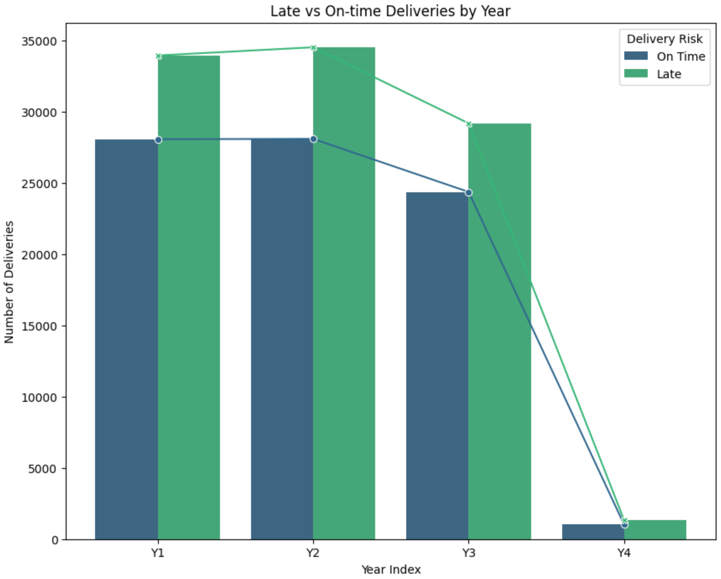 Late vs On-time Deliveries by Year
Delivery Risk
On Time
Late
Number of Deliveries
35000
30000
25000
20000
15000
10000
5000
0
Y1 Y2 Y3 Y4
Year Index